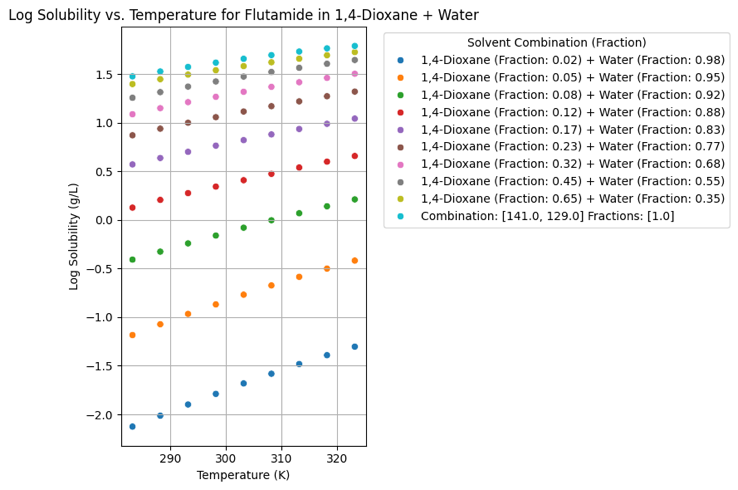 Log Solubility vs. Temperature for Flutamide in 1,4-Dioxane + Water
Solvent Combination (Fraction)
1,4-Dioxane (Fraction: 0.02) + Water (Fraction: 0.98)
1,4-Dioxane (Fraction: 0.05) + Water (Fraction: 0.95)
1,4-Dioxane (Fraction: 0.08) + Water (Fraction: 0.92)
1,4-Dioxane (Fraction: 0.12) + Water (Fraction: 0.88)
1,4-Dioxane (Fraction: 0.17) + Water (Fraction: 0.83)
1,4-Dioxane (Fraction: 0.23) + Water (Fraction: 0.77)
1,4-Dioxane (Fraction: 0.32) + Water (Fraction: 0.68)
1,4-Dioxane (Fraction: 0.45) + Water (Fraction: 0.55)
1,4-Dioxane (Fraction: 0.65) + Water (Fraction: 0.35)
Combination: [141.0, 129.0] Fractions: [1.0]
Log Solubility (g/L)
1.5
1.0
0.5
0.0
−0.5
−1.0
−1.5
−2.0
290 300 310 320
Temperature (K)